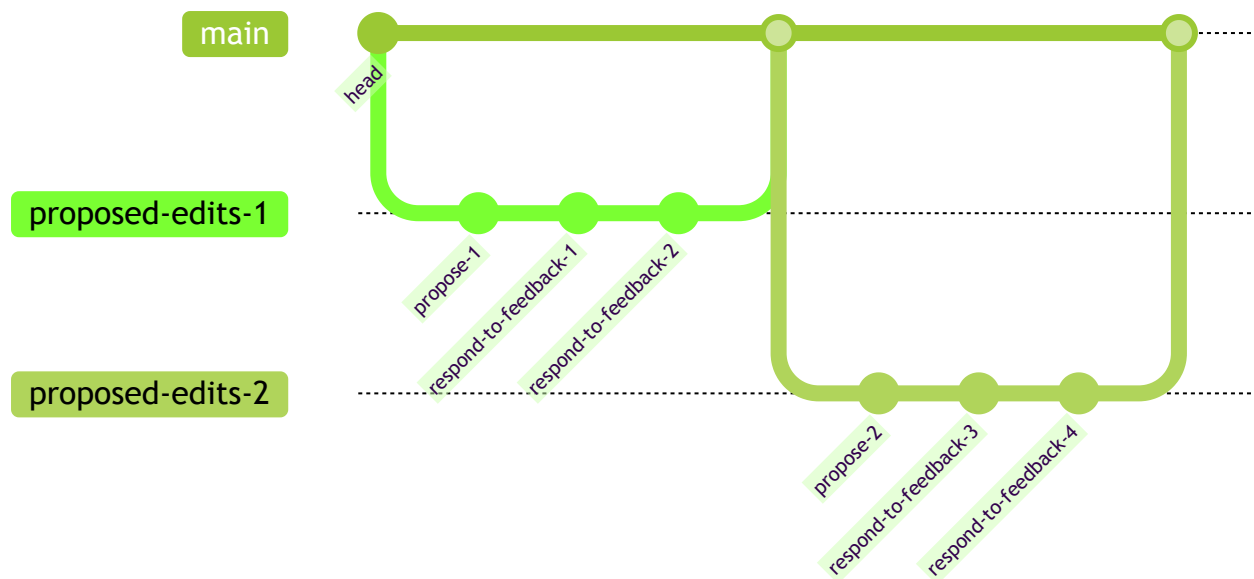 main
head
proposed-edits-1
propose-1
respond-to-feedback-1
respond-to-feedback-2
proposed-edits-2
propose-2
respond-to-feedback-3
respond-to-feedback-4